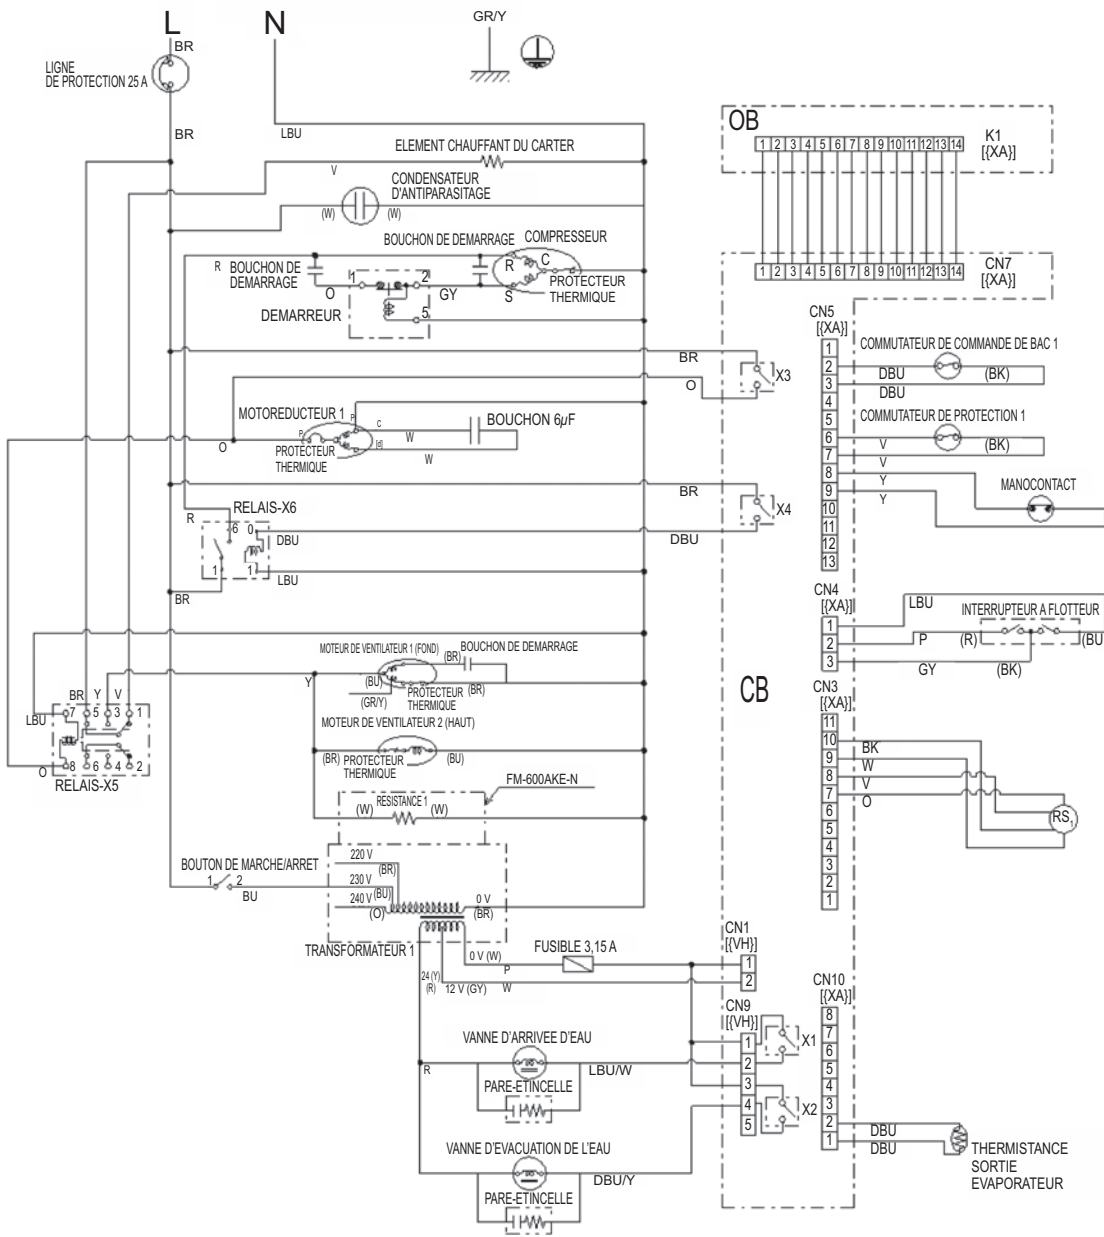 L
N
GR/Y
BR
LIGNE
DE PROTECTION 25 A
BR
LBU
ELEMENT CHAUFFANT DU CARTER
V
CONDENSATEUR
D'ANTIPARASITAGE
(W)
(W)
BOUCHON DE DEMARRAGE
COMPRESSEUR
R
BOUCHON DE
DEMARRAGE
R
C
PROTECTEUR
THERMIQUE
S
O
1
2
GY
5
DEMARREUR
BR
O
X3
MOTOREDUCTEUR 1
P
C
W
BOUCHON 6µF
P
[d]
W
O
PROTECTEUR
THERMIQUE
BR
X4
DBU
RELAIS-X6
R
6
0
DBU
1
1
LBU
BR
MOTEUR DE VENTILATEUR 1 (FOND)
BOUCHON DE DEMARRAGE
(BR)
Y
(BU)
(BR)
(GR/Y)
PROTECTEUR
THERMIQUE
MOTEUR DE VENTILATEUR 2 (HAUT)
(BR)
(BU)
PROTECTEUR
THERMIQUE
BR Y V
LBU
7 5 3 1
O
8 6 4 2
RELAIS-X5
FM-600AKE-N
RESISTANCE 1
(W)
(W)
BOUTON DE MARCHE/ARRET
1 2
BU
220 V
(BR)
230 V
(BU)
240 V
(O)
0 V
(BR)
TRANSFORMATEUR 1
0 V (W)
FUSIBLE 3,15 A
P
24 (Y)
(R)
12 V (GY)
W
VANNE D'ARRIVEE D'EAU
R
LBU/W
PARE-ETINCELLE
VANNE D'EVACUATION DE L'EAU
DBU/Y
PARE-ETINCELLE
OB
K1
[{XA}]
1 2 3 4 5 6 7 8 9 10 11 12 13 14
CN7
[{XA}]
1 2 3 4 5 6 7 8 9 10 11 12 13 14
CN5
[{XA}]
1
2
3
4
5
6
7
8
9
10
11
12
13
COMMUTATEUR DE COMMANDE DE BAC 1
DBU
(BK)
DBU
COMMUTATEUR DE PROTECTION 1
V
(BK)
V
Y
Y
MANOCONTACT
CN4
[{XA}]
1
2
3
LBU
INTERRUPTEUR A FLOTTEUR
P
(R)
(BU
GY
(BK)
CB
CN3
[{XA}]
11
10
9
8
7
6
5
4
3
2
1
BK
W
V
O
RS1
CN1
[{VH}]
1
2
CN9
[{VH}]
1
2
3
4
5
X1
X2
CN10
[{XA}]
8
7
6
5
4
3
2
1
DBU
DBU
THERMISTANCE
SORTIE
EVAPORATEUR